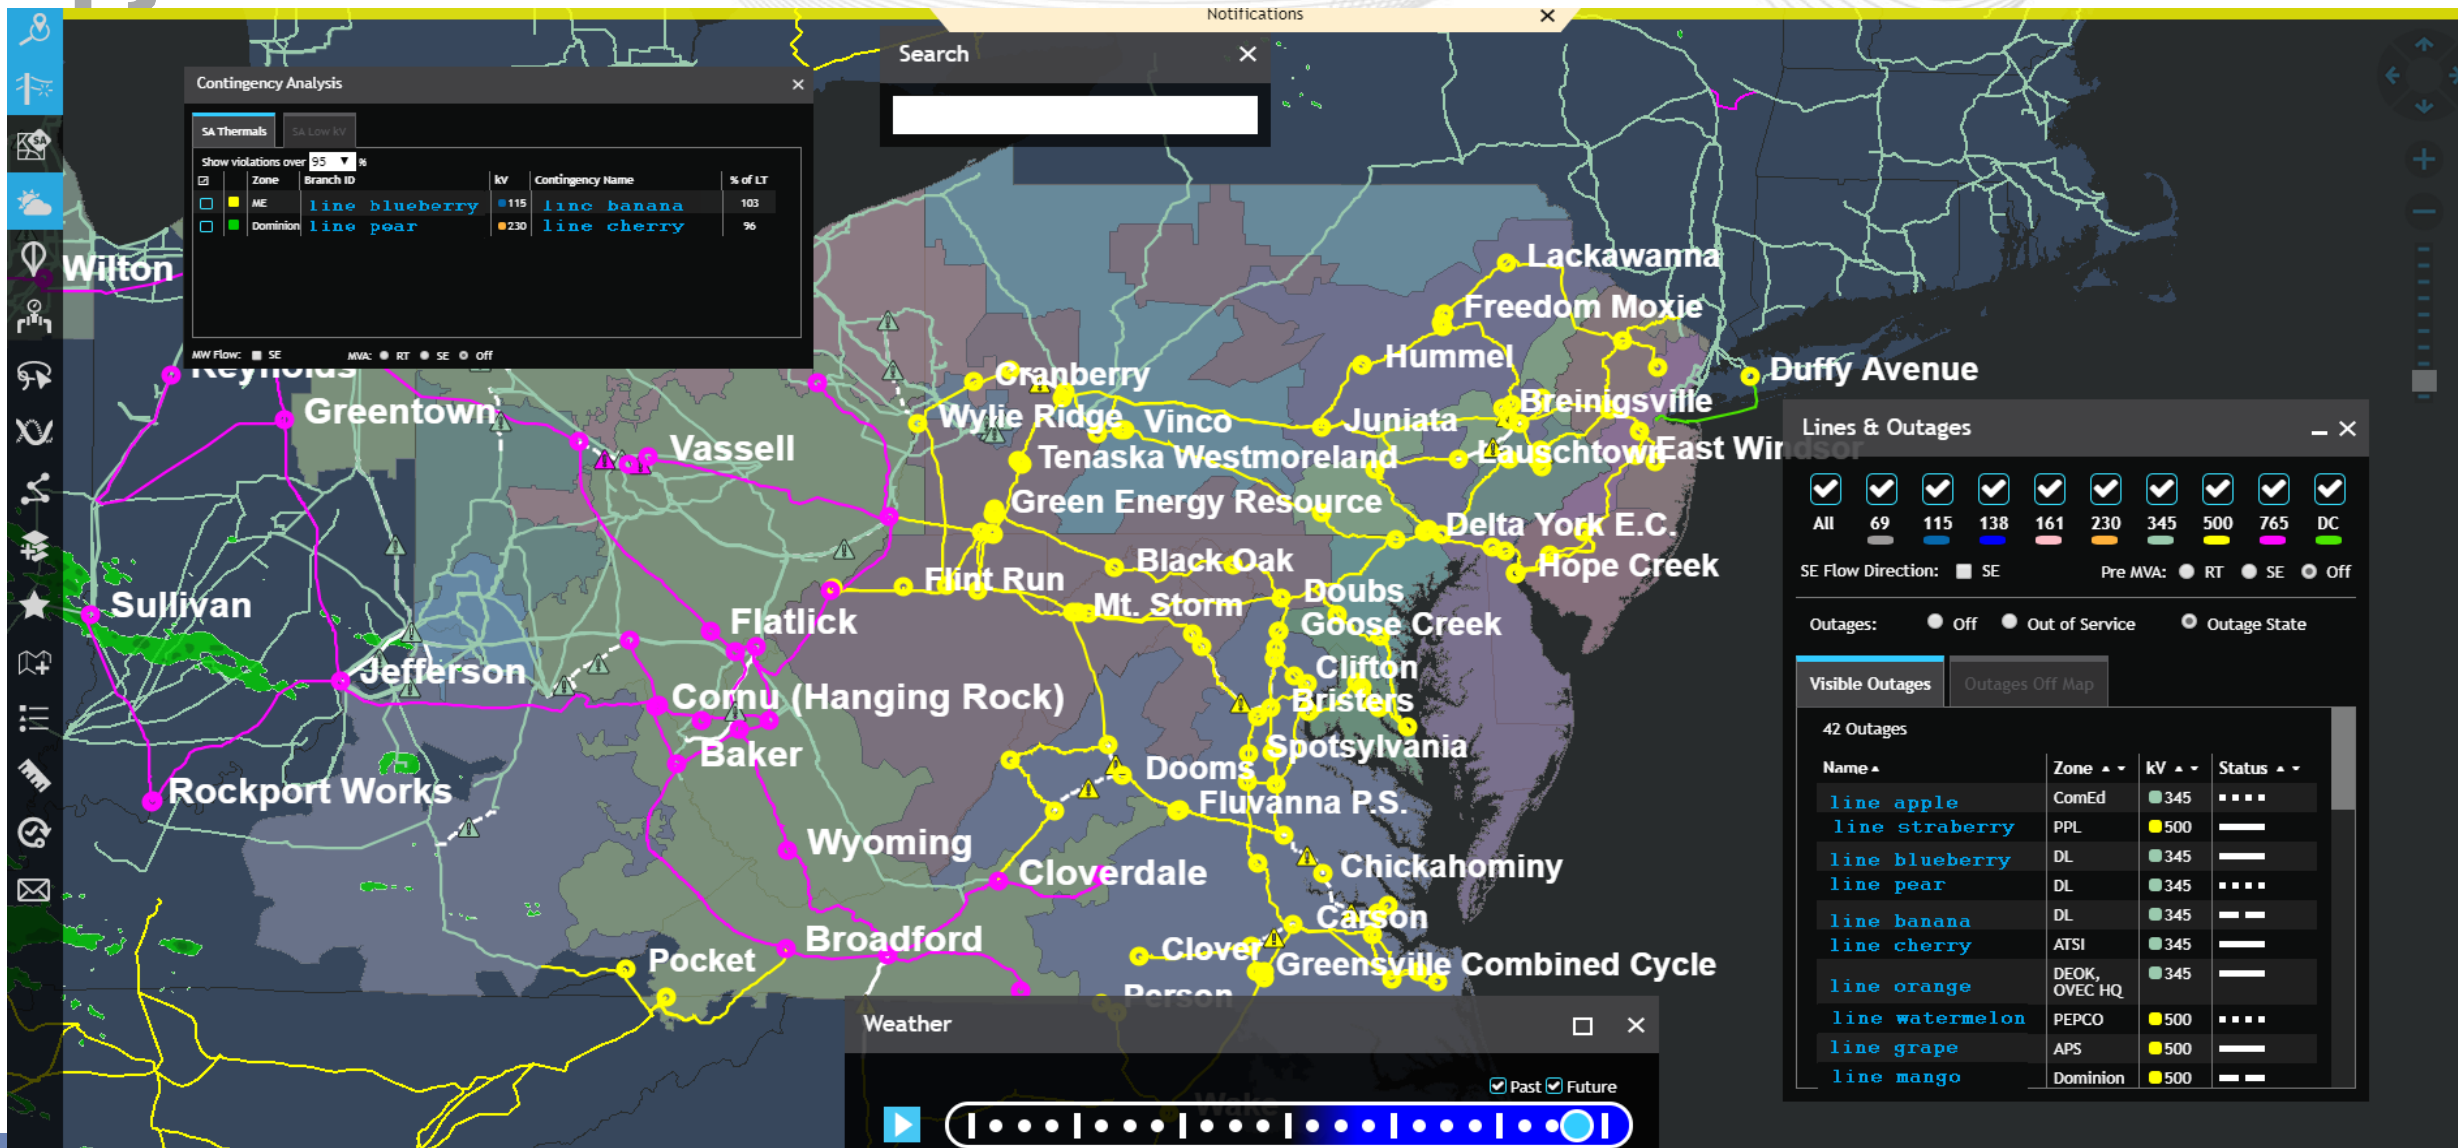 Notifications
Search
Contingency Analysis
SA Thermals SA Low kV
Show violations over 95 %
Zone Branch ID kV Contingency Name % of LT
ME line blueberry 115 line banana 103
Dominion line pear 230 line cherry 96
MW Flow: SE MVA: RT SE Off
Wilton
Lackawanna
Freedom Moxie
Hummel
Duffy Avenue
Reynolds
Cranberry
Greentown
Wylie Ridge
Vinco
Juniata
Breinigsville
Vassell
Tenaska Westmoreland
Lauschtown
East Windsor
Green Energy Resource
Delta York E.C.
Black Oak
Hope Creek
Flint Run
Doubs
Sullivan
Mt. Storm
Flatlick
Goose Creek
Jefferson
Clifton
Cornu (Hanging Rock)
Bristers
Baker
Spotsylvania
Dooms
Rockport Works
Fluvanna P.S.
Wyoming
Cloverdale
Chickahominy
Carson
Broadford
Clover
Pocket
Greensville Combined Cycle
Person
Wake
Lines & Outages
All 69 115 138 161 230 345 500 765 DC
SE Flow Direction: SE Pre MVA: RT SE Off
Outages: Off Out of Service Outage State
Visible Outages Outages Off Map
42 Outages
Name Zone kV Status
line apple ComEd 345
line straberry PPL 500
line blueberry DL 345
line pear DL 345
line banana DL 345
line cherry ATSI 345
line orange DEOK, OVEC HQ 345
line watermelon PEPCO 500
line grape APS 500
line mango Dominion 500
Weather
Past Future